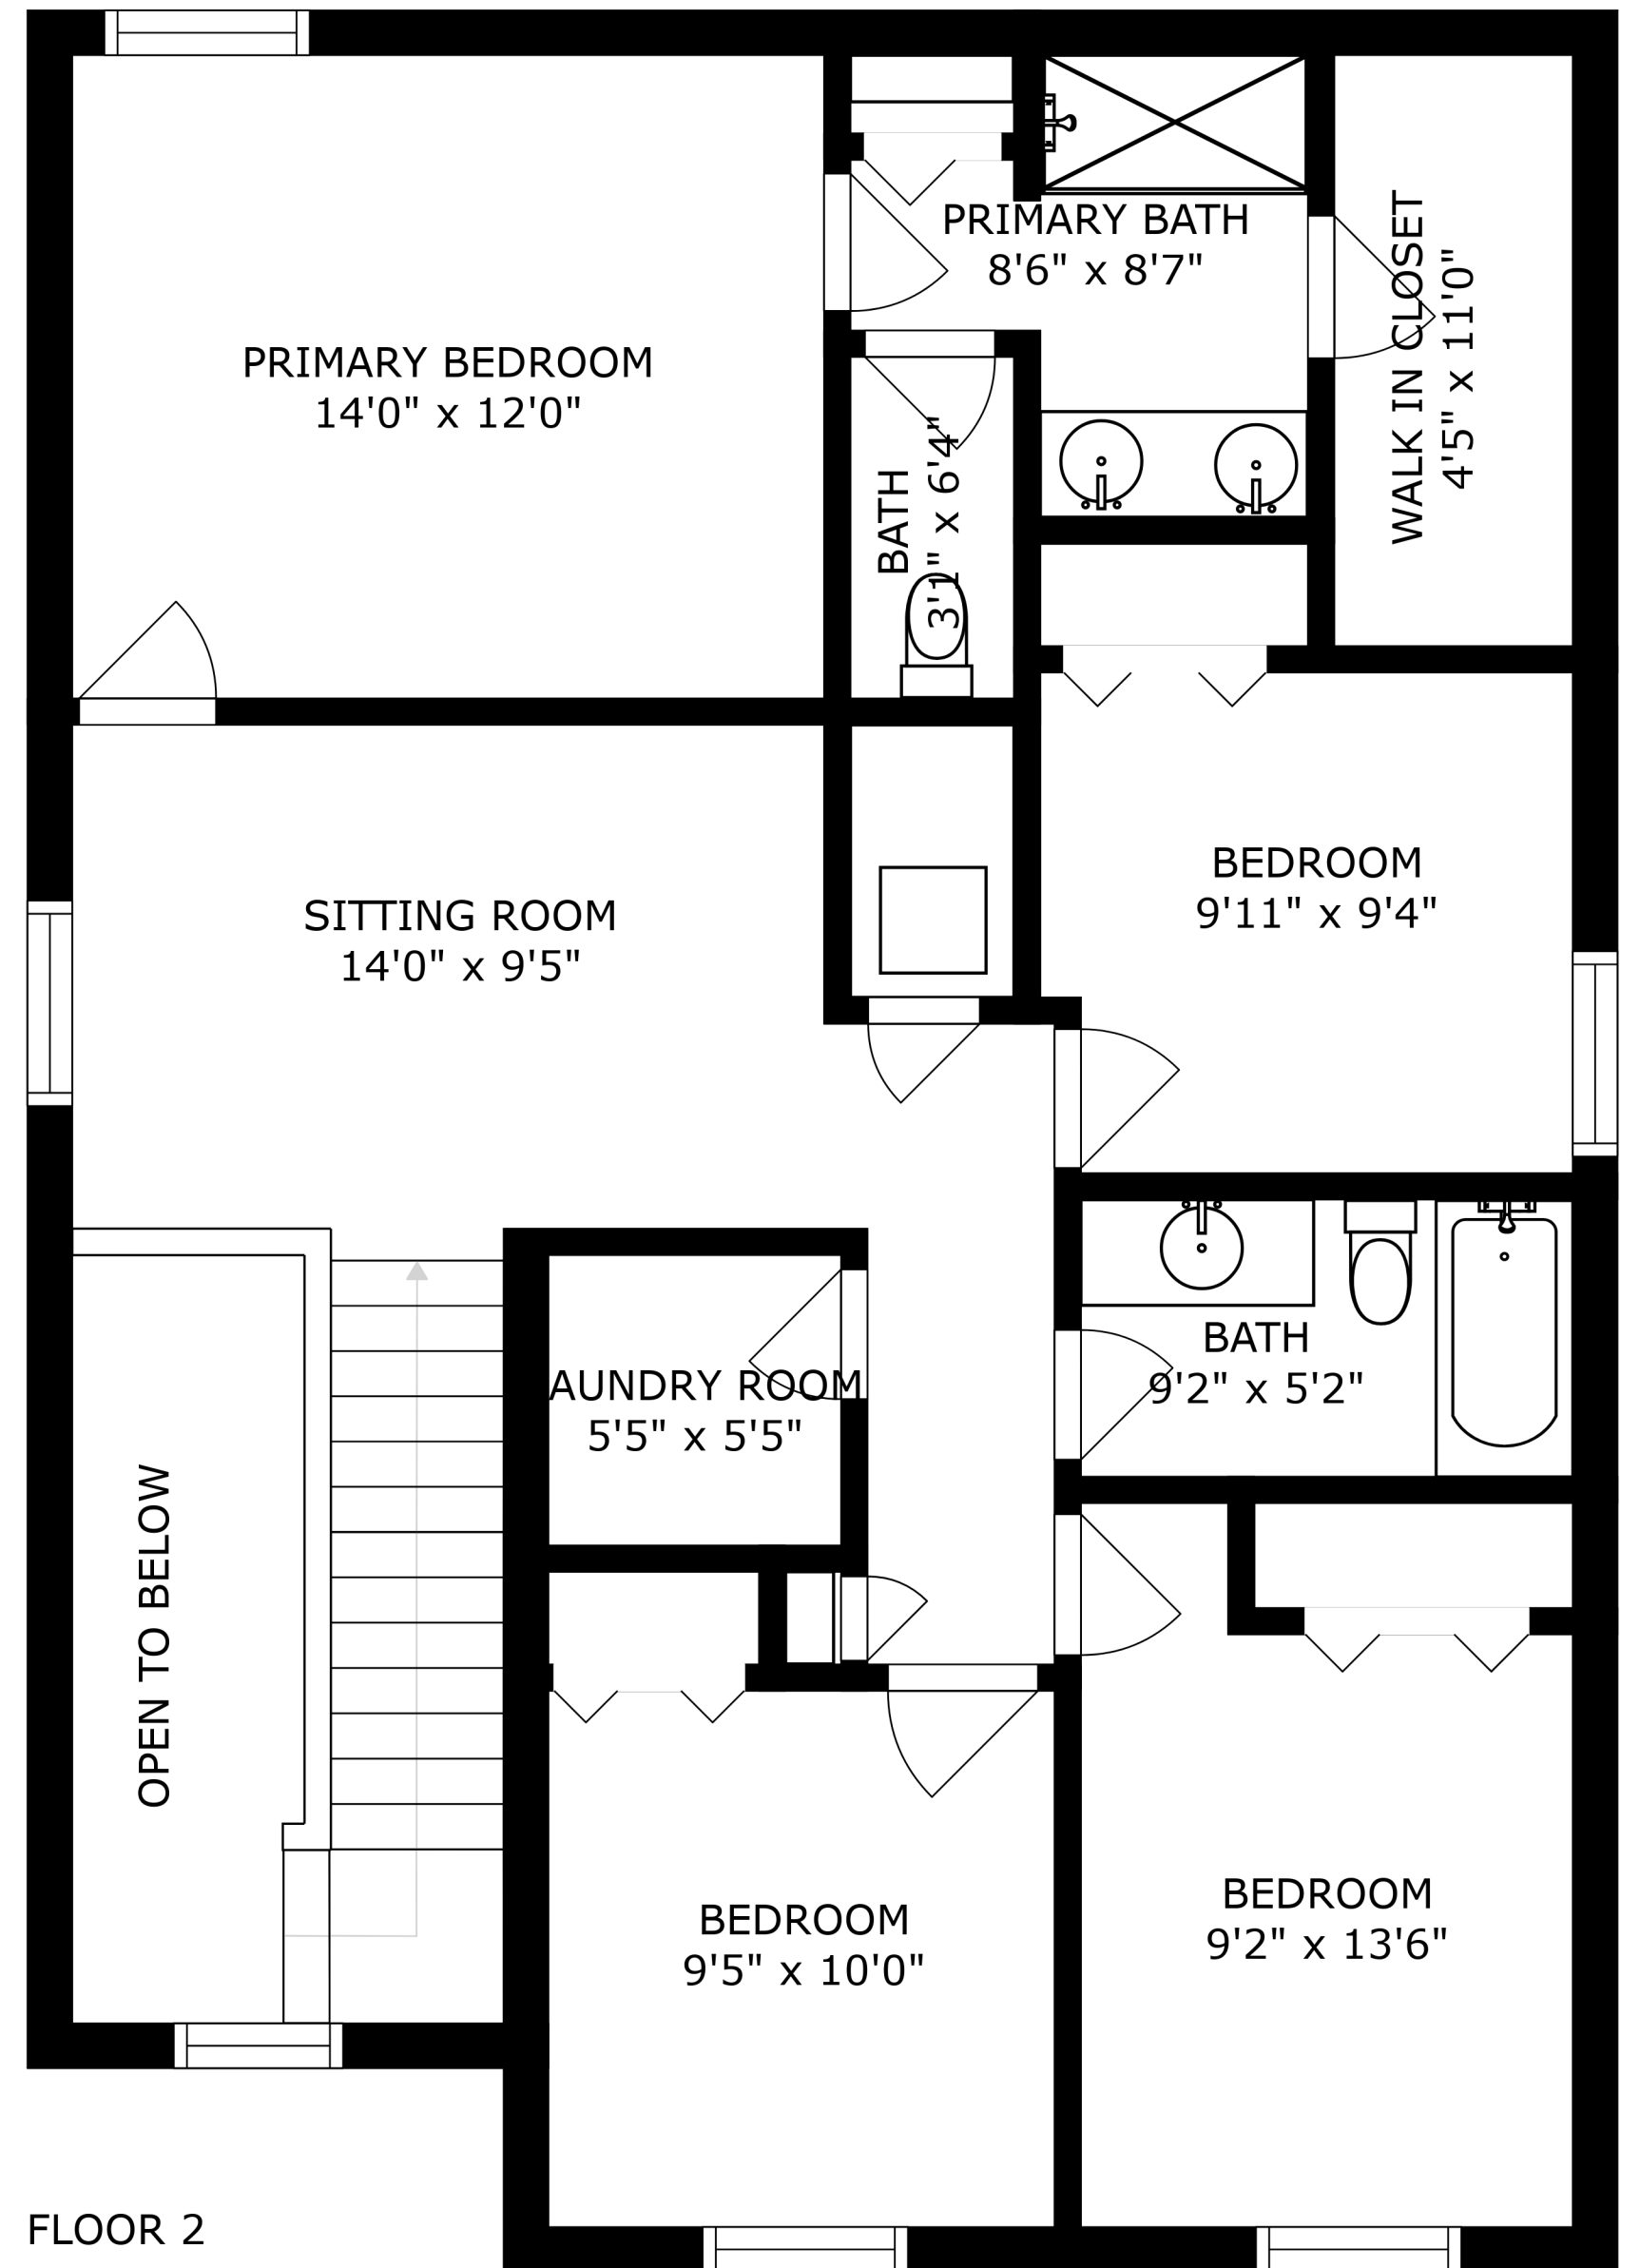 PRIMARY BATH
8'6" x 8'7"
WALK IN CLOSET
4'5" x 11'0"
PRIMARY BEDROOM
14'0" x 12'0"
BATH
3'1" x 6'4"
BEDROOM
9'11" x 9'4"
SITTING ROOM
14'0" x 9'5"
BATH
9'2" x 5'2"
AUNDRY ROOM
5'5" x 5'5"
OPEN TO BELOW
BEDROOM
9'5" x 10'0"
BEDROOM
9'2" x 13'6"
FLOOR 2